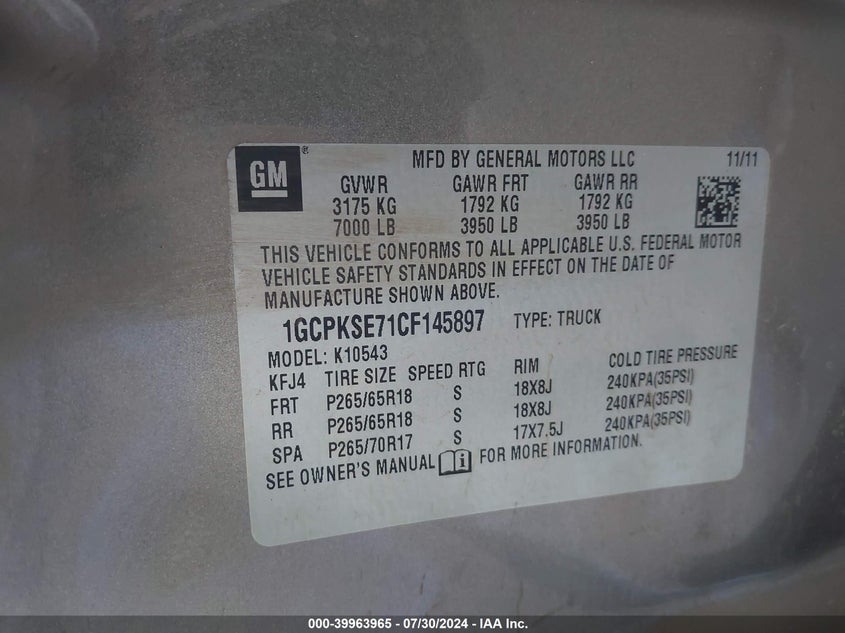 GM ® MFD BY GENERAL MOTORS LLC 11/11
GVWR GAWR FRT GAWR RR
3175 KG 1792 KG 1792 KG
7000 LB 3950 LB 3950 LB
THIS VEHICLE CONFORMS TO ALL APPLICABLE U.S. FEDERAL MOTOR
VEHICLE SAFETY STANDARDS IN EFFECT ON THE DATE OF
MANUFACTURE SHOWN ABOVE.
1GCPKSE71CF145897 TYPE: TRUCK
MODEL: K10543
KFJ4 TIRE SIZE SPEED RTG RIM COLD TIRE PRESSURE
FRT P265/65R18 S 18X8J 240KPA(35PSI)
RR P265/65R18 S 18X8J 240KPA(35PSI)
SPA P265/70R17 S 17X7.5J 240KPA(35PSI)
SEE OWNER'S MANUAL FOR MORE INFORMATION.
000-39963965 - 07/30/2024 - IAA Inc.